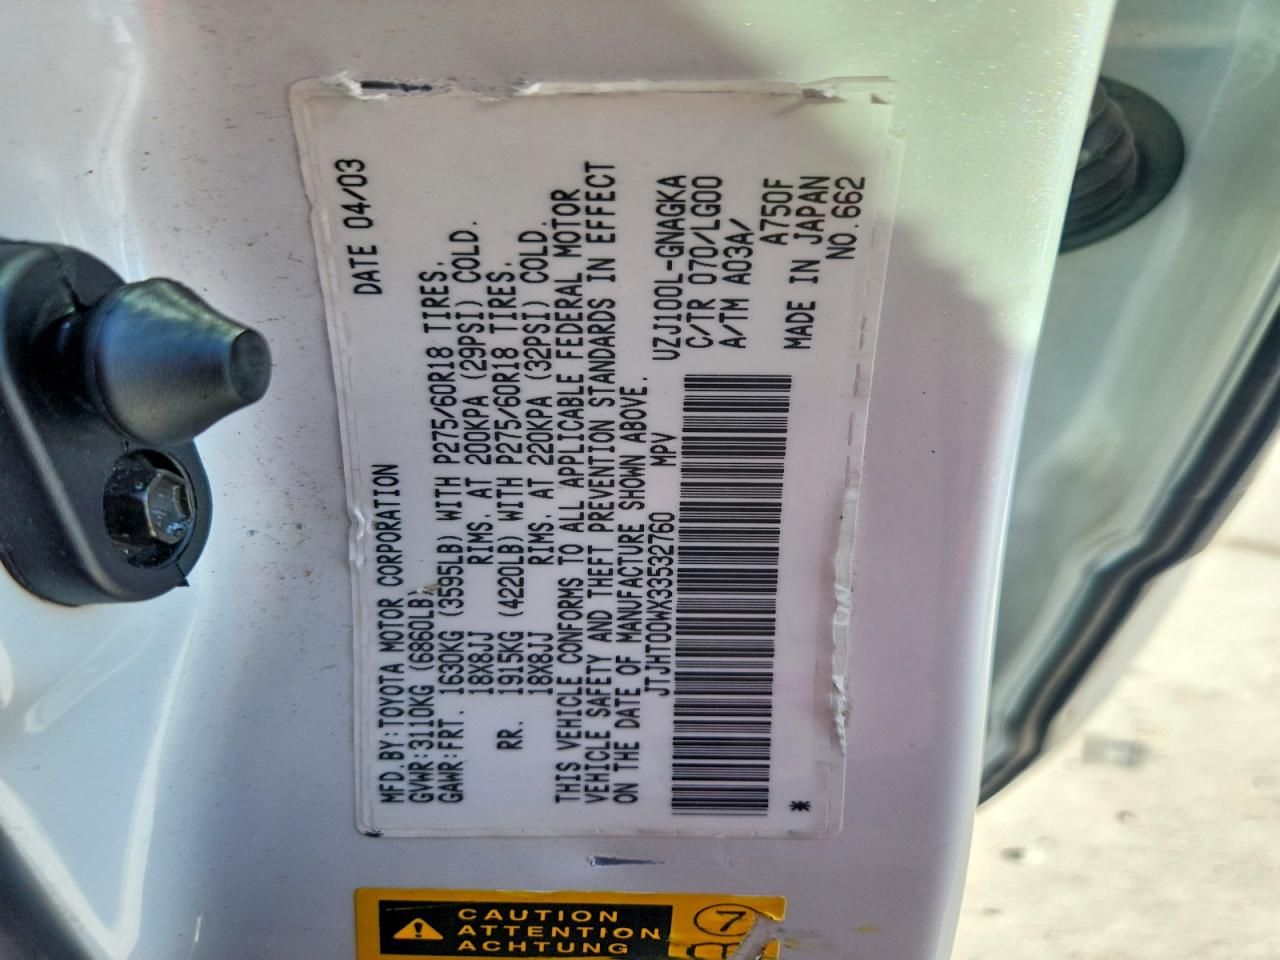 MFD.BY:TOYOTA MOTOR CORPORATION DATE 04/03
GVWR:3110KG (6860LB)
GAWR:FRT. 1630KG (3595LB) WITH P275/60R18 TIRES.
18X8JJ RIMS. AT 200KPA (29PSI) COLD.
RR. 1915KG (4220LB) WITH P275/60R18 TIRES.
18X8JJ RIMS. AT 220KPA (32PSI) COLD.
THIS VEHICLE CONFORMS TO ALL APPLICABLE FEDERAL MOTOR
VEHICLE SAFETY AND THEFT PREVENTION STANDARDS IN EFFECT
ON THE DATE OF MANUFACTURE SHOWN ABOVE.
JTJHT00WX33532760 MPV
UZJ100L-GNAGKA
C/TR 070/LG00
A/TM A03A/
A750F
MADE IN JAPAN
* NO.662
*
CAUTION
ATTENTION
ACHTUNG
7